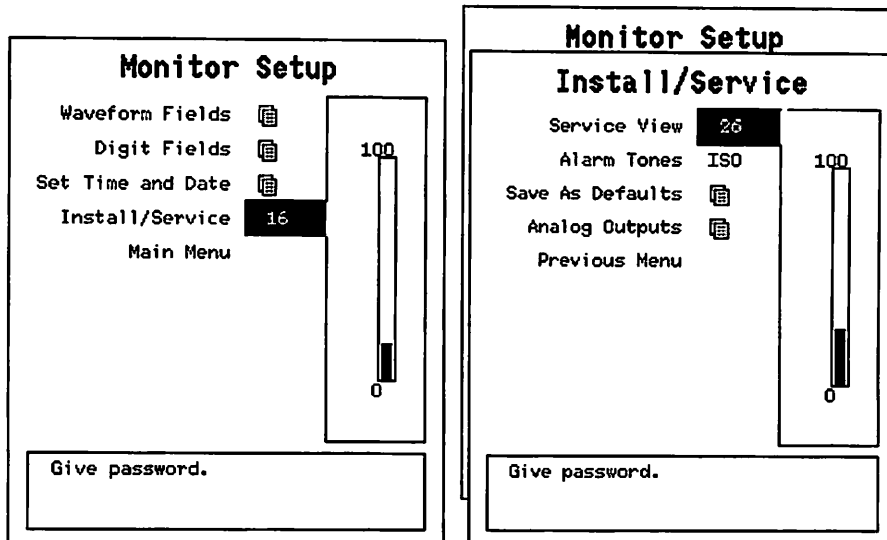 Monitor Setup
Waveform Fields
Digit Fields
Set Time and Date
Install/Service 16
Main Menu
100
0
Give password.
Monitor Setup
Install/Service
Service View 26
Alarm Tones ISO
Save As Defaults
Analog Outputs
Previous Menu
100
0
Give password.